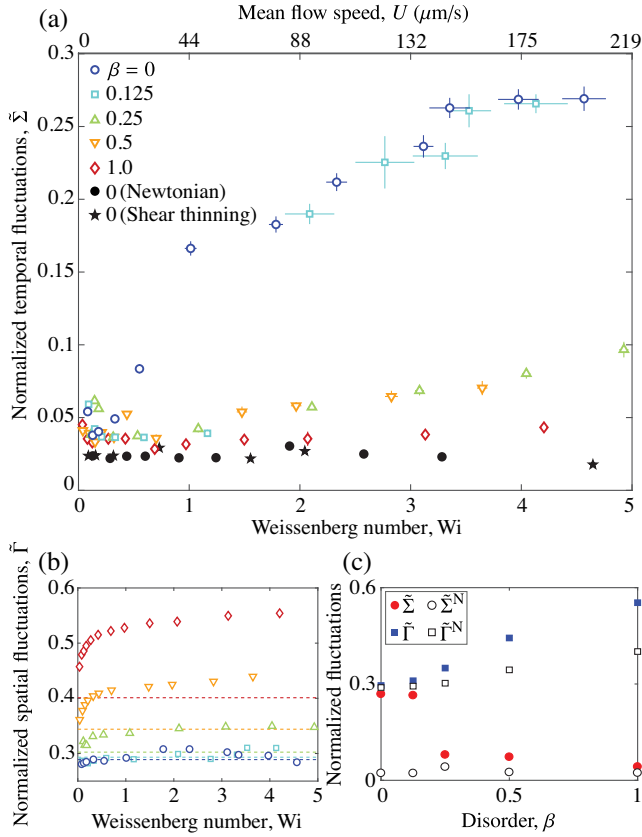 Mean flow speed, U (μm/s)
(a)
0 44 88 132 175 219
0.3
0.25
0.2
0.15
0.1
0.05
0
Normalized temporal fluctuations, Σ̃
β = 0
0.125
0.25
0.5
1.0
0 (Newtonian)
0 (Shear thinning)
0 1 2 3 4 5
Weissenberg number, Wi
(b)
0.6
0.5
0.4
0.3
Normalized spatial fluctuations, Γ̃
0 1 2 3 4 5
Weissenberg number, Wi
(c)
0.6
0.3
0
Normalized fluctuations
Σ̃ Σ̃ᴺ
Γ̃ Γ̃ᴺ
0 0.5 1
Disorder, β